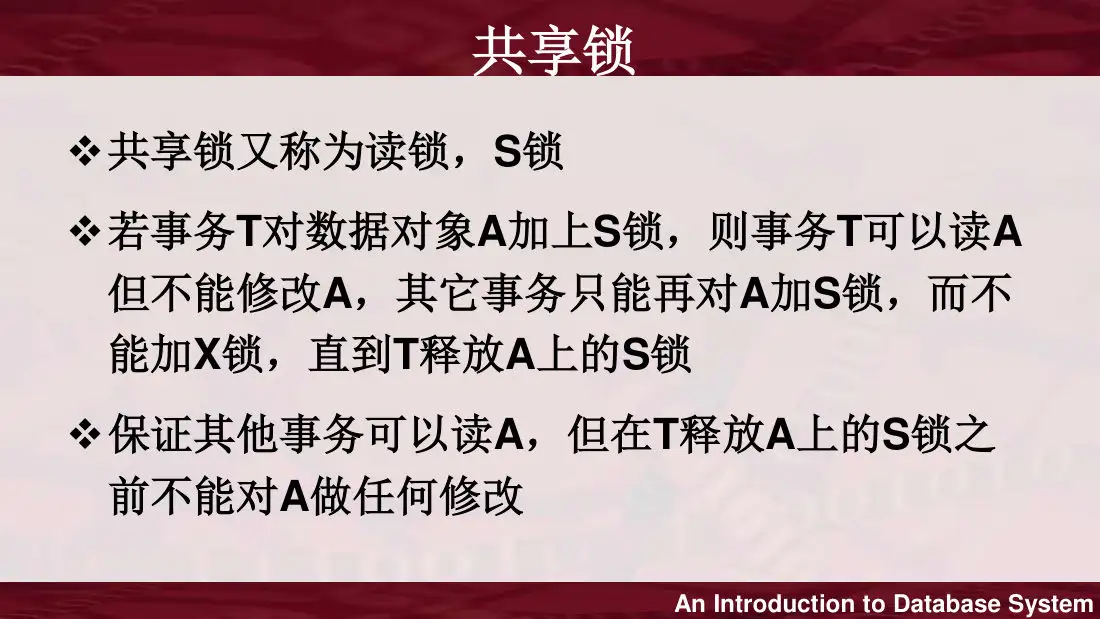 共享锁
❖共享锁又称为读锁，S锁
❖若事务T对数据对象A加上S锁，则事务T可以读A
但不能修改A，其它事务只能再对A加S锁，而不
能加X锁，直到T释放A上的S锁
❖保证其他事务可以读A，但在T释放A上的S锁之
前不能对A做任何修改
An Introduction to Database System